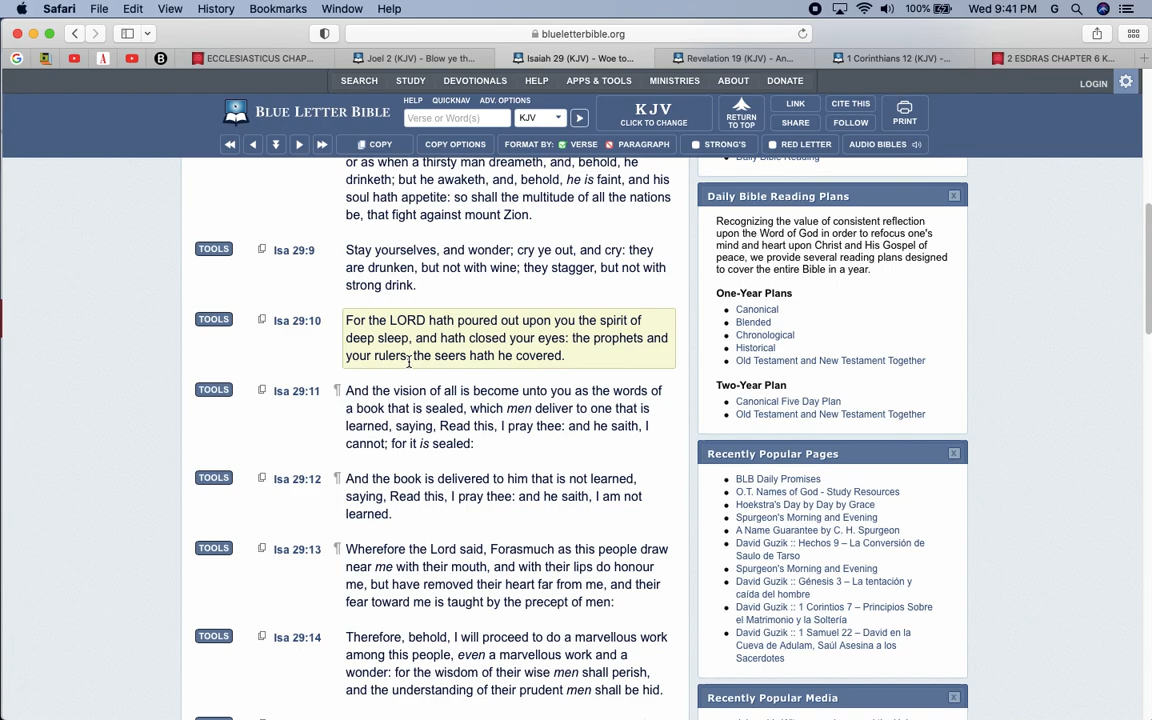 Safari File Edit View History Bookmarks Window Help 100% Wed 9:41 PM G
blueletterbible.org
ECCLESIASTICUS CHAP... Joel 2 (KJV) - Blow ye th... Isaiah 29 (KJV) - Woe to... Revelation 19 (KJV) - An... 1 Corinthians 12 (KJV) -... 2 ESDRAS CHAPTER 6 K...
SEARCH STUDY DEVOTIONALS HELP APPS & TOOLS MINISTRIES ABOUT DONATE LOGIN
BLUE LETTER BIBLE
HELP QUICKNAV ADV. OPTIONS
Verse or Word(s) KJV
KJV
CLICK TO CHANGE
RETURN
TO TOP
LINK CITE THIS
SHARE FOLLOW
PRINT
COPY COPY OPTIONS FORMAT BY: VERSE PARAGRAPH STRONG'S RED LETTER AUDIO BIBLES
or as when a thirsty man dreameth, and, behold, he
drinketh; but he awaketh, and, behold, he is faint, and his
soul hath appetite: so shall the multitude of all the nations
be, that fight against mount Zion.
TOOLS Isa 29:9 Stay yourselves, and wonder; cry ye out, and cry: they
are drunken, but not with wine; they stagger, but not with
strong drink.
TOOLS Isa 29:10 For the LORD hath poured out upon you the spirit of
deep sleep, and hath closed your eyes: the prophets and
your rulers, the seers hath he covered.
TOOLS Isa 29:11 ¶ And the vision of all is become unto you as the words of
a book that is sealed, which men deliver to one that is
learned, saying, Read this, I pray thee: and he saith, I
cannot; for it is sealed:
TOOLS Isa 29:12 ¶ And the book is delivered to him that is not learned,
saying, Read this, I pray thee: and he saith, I am not
learned.
TOOLS Isa 29:13 ¶ Wherefore the Lord said, Forasmuch as this people draw
near me with their mouth, and with their lips do honour
me, but have removed their heart far from me, and their
fear toward me is taught by the precept of men:
TOOLS Isa 29:14 Therefore, behold, I will proceed to do a marvellous work
among this people, even a marvellous work and a
wonder: for the wisdom of their wise men shall perish,
and the understanding of their prudent men shall be hid.
Daily Bible Reading
Daily Bible Reading Plans
Recognizing the value of consistent reflection
upon the Word of God in order to refocus one's
mind and heart upon Christ and His Gospel of
peace, we provide several reading plans designed
to cover the entire Bible in a year.
One-Year Plans
Canonical
Blended
Chronological
Historical
Old Testament and New Testament Together
Two-Year Plan
Canonical Five Day Plan
Old Testament and New Testament Together
Recently Popular Pages
BLB Daily Promises
O.T. Names of God - Study Resources
Hoekstra's Day by Day by Grace
Spurgeon's Morning and Evening
A Name Guarantee by C. H. Spurgeon
David Guzik :: Hechos 9 – La Conversión de
Saulo de Tarso
Spurgeon's Morning and Evening
David Guzik :: Génesis 3 – La tentación y
caída del hombre
David Guzik :: 1 Corintios 7 – Principios Sobre
el Matrimonio y la Soltería
David Guzik :: 1 Samuel 22 – David en la
Cueva de Adulam, Saúl Asesina a los
Sacerdotes
Recently Popular Media